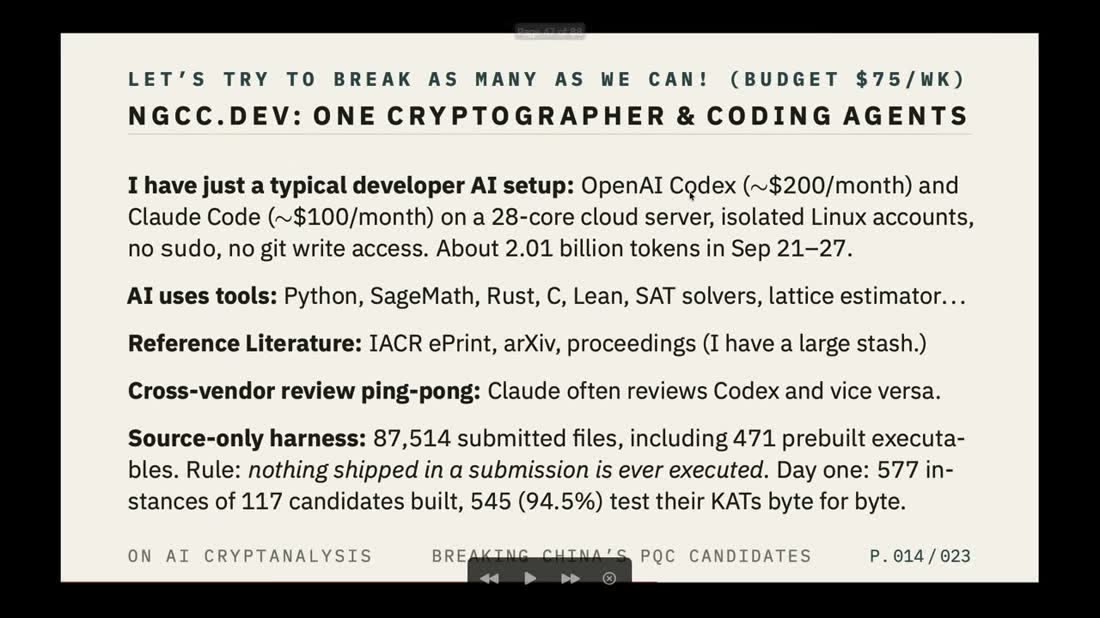 Page 47 of 88
LET'S TRY TO BREAK AS MANY AS WE CAN! (BUDGET $75/WK)
NGCC.DEV: ONE CRYPTOGRAPHER & CODING AGENTS
I have just a typical developer AI setup: OpenAI Codex (~$200/month) and
Claude Code (~$100/month) on a 28-core cloud server, isolated Linux accounts,
no sudo, no git write access. About 2.01 billion tokens in Sep 21–27.
AI uses tools: Python, SageMath, Rust, C, Lean, SAT solvers, lattice estimator...
Reference Literature: IACR ePrint, arXiv, proceedings (I have a large stash.)
Cross-vendor review ping-pong: Claude often reviews Codex and vice versa.
Source-only harness: 87,514 submitted files, including 471 prebuilt executa-
bles. Rule: nothing shipped in a submission is ever executed. Day one: 577 in-
stances of 117 candidates built, 545 (94.5%) test their KATs byte for byte.
ON AI CRYPTANALYSIS BREAKING CHINA'S PQC CANDIDATES P.014/023